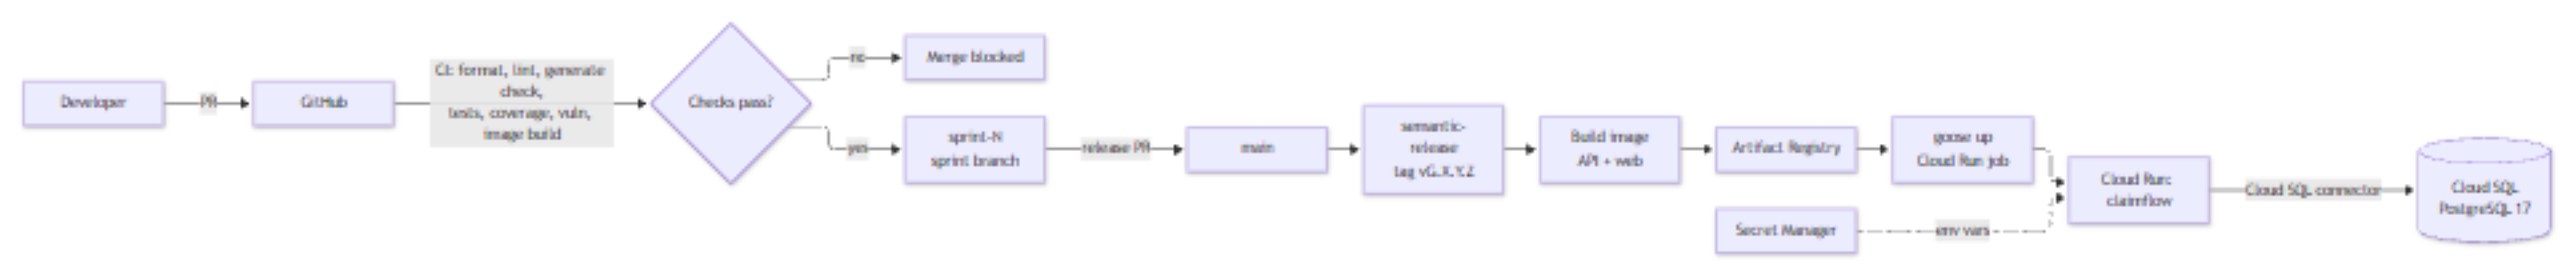 Developer
PR
GitHub
CI: format, lint, generate
check,
tests, coverage, vuln,
image build
Checks pass?
no
Merge blocked
yes
sprint-N
sprint branch
release PR
main
semantic-
release
tag vG.X.Y.Z
Build image
API + web
Artifact Registry
goose up
Cloud Run job
Secret Manager
env vars
Cloud Run:
claimflow
Cloud SQL connector
Cloud SQL
PostgreSQL 17